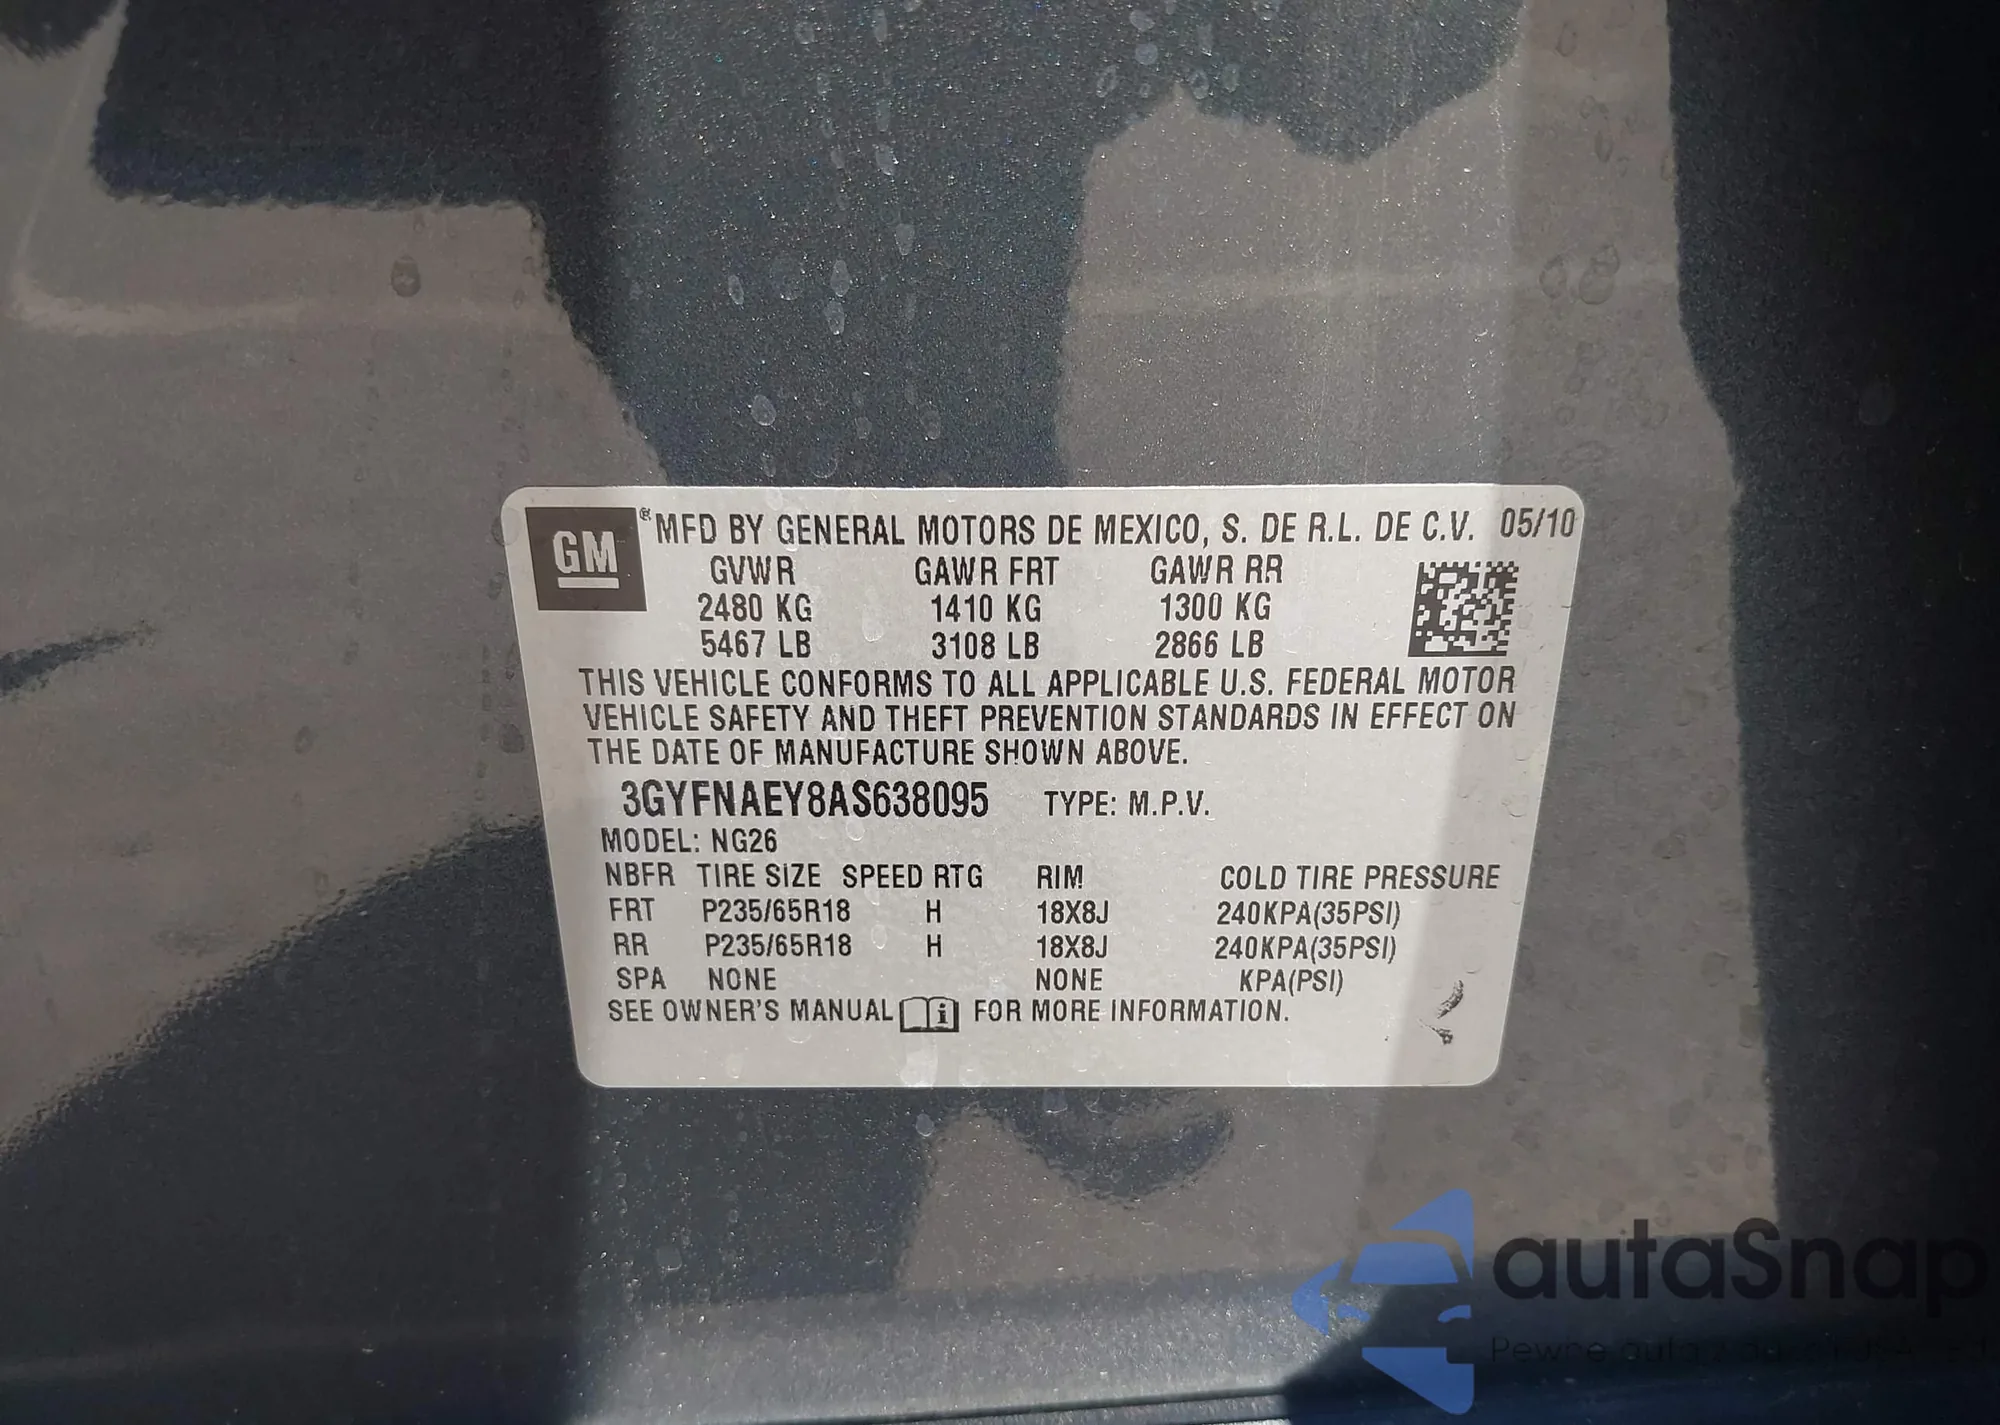 GM ® MFD BY GENERAL MOTORS DE MEXICO, S. DE R.L. DE C.V. 05/10
GVWR GAWR FRT GAWR RR
2480 KG 1410 KG 1300 KG
5467 LB 3108 LB 2866 LB
THIS VEHICLE CONFORMS TO ALL APPLICABLE U.S. FEDERAL MOTOR
VEHICLE SAFETY AND THEFT PREVENTION STANDARDS IN EFFECT ON
THE DATE OF MANUFACTURE SHOWN ABOVE.
3GYFNAEY8AS638095 TYPE: M.P.V.
MODEL: NG26
NBFR TIRE SIZE SPEED RTG RIM COLD TIRE PRESSURE
FRT P235/65R18 H 18X8J 240KPA(35PSI)
RR P235/65R18 H 18X8J 240KPA(35PSI)
SPA NONE NONE KPA(PSI)
SEE OWNER'S MANUAL i FOR MORE INFORMATION.
autaSnap
Pewne auta z